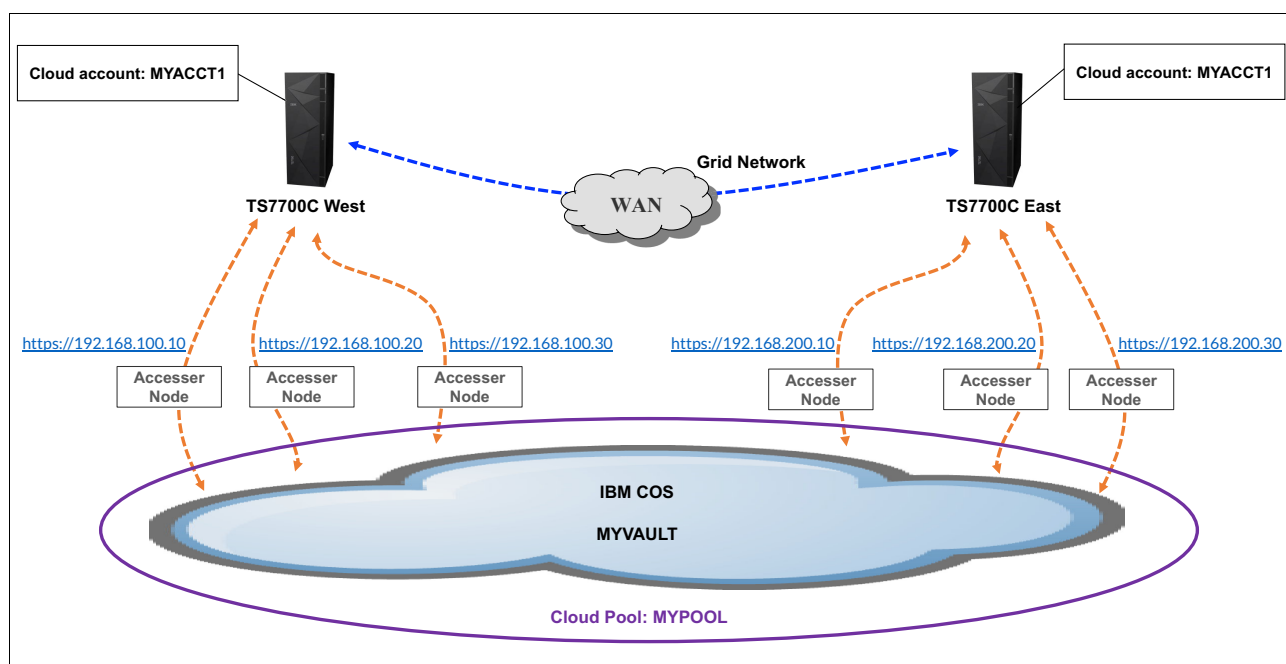 Cloud account: MYACCT1
Cloud account: MYACCT1
Grid Network
WAN
TS7700C West
TS7700C East
https://192.168.100.10
https://192.168.100.20
https://192.168.100.30
https://192.168.200.10
https://192.168.200.20
https://192.168.200.30
Accesser
Node
Accesser
Node
Accesser
Node
Accesser
Node
Accesser
Node
Accesser
Node
IBM COS
MYVAULT
Cloud Pool: MYPOOL